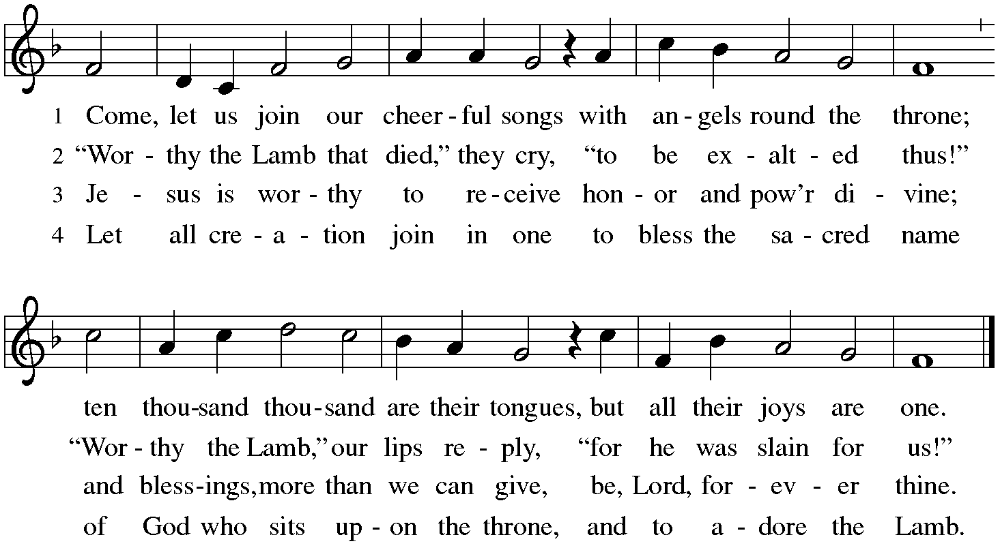 1 Come, let us join our cheer - ful songs with an - gels round the throne;
2 “Wor - thy the Lamb that died,” they cry, “to be ex - alt - ed thus!”
3 Je - sus is wor - thy to re - ceive hon - or and pow’r di - vine;
4 Let all cre - a - tion join in one to bless the sa - cred name
ten thou - sand thou - sand are their tongues, but all their joys are one.
“Wor - thy the Lamb,” our lips re - ply, “for he was slain for us!”
and bless - ings, more than we can give, be, Lord, for - ev - er thine.
of God who sits up - on the throne, and to a - dore the Lamb.